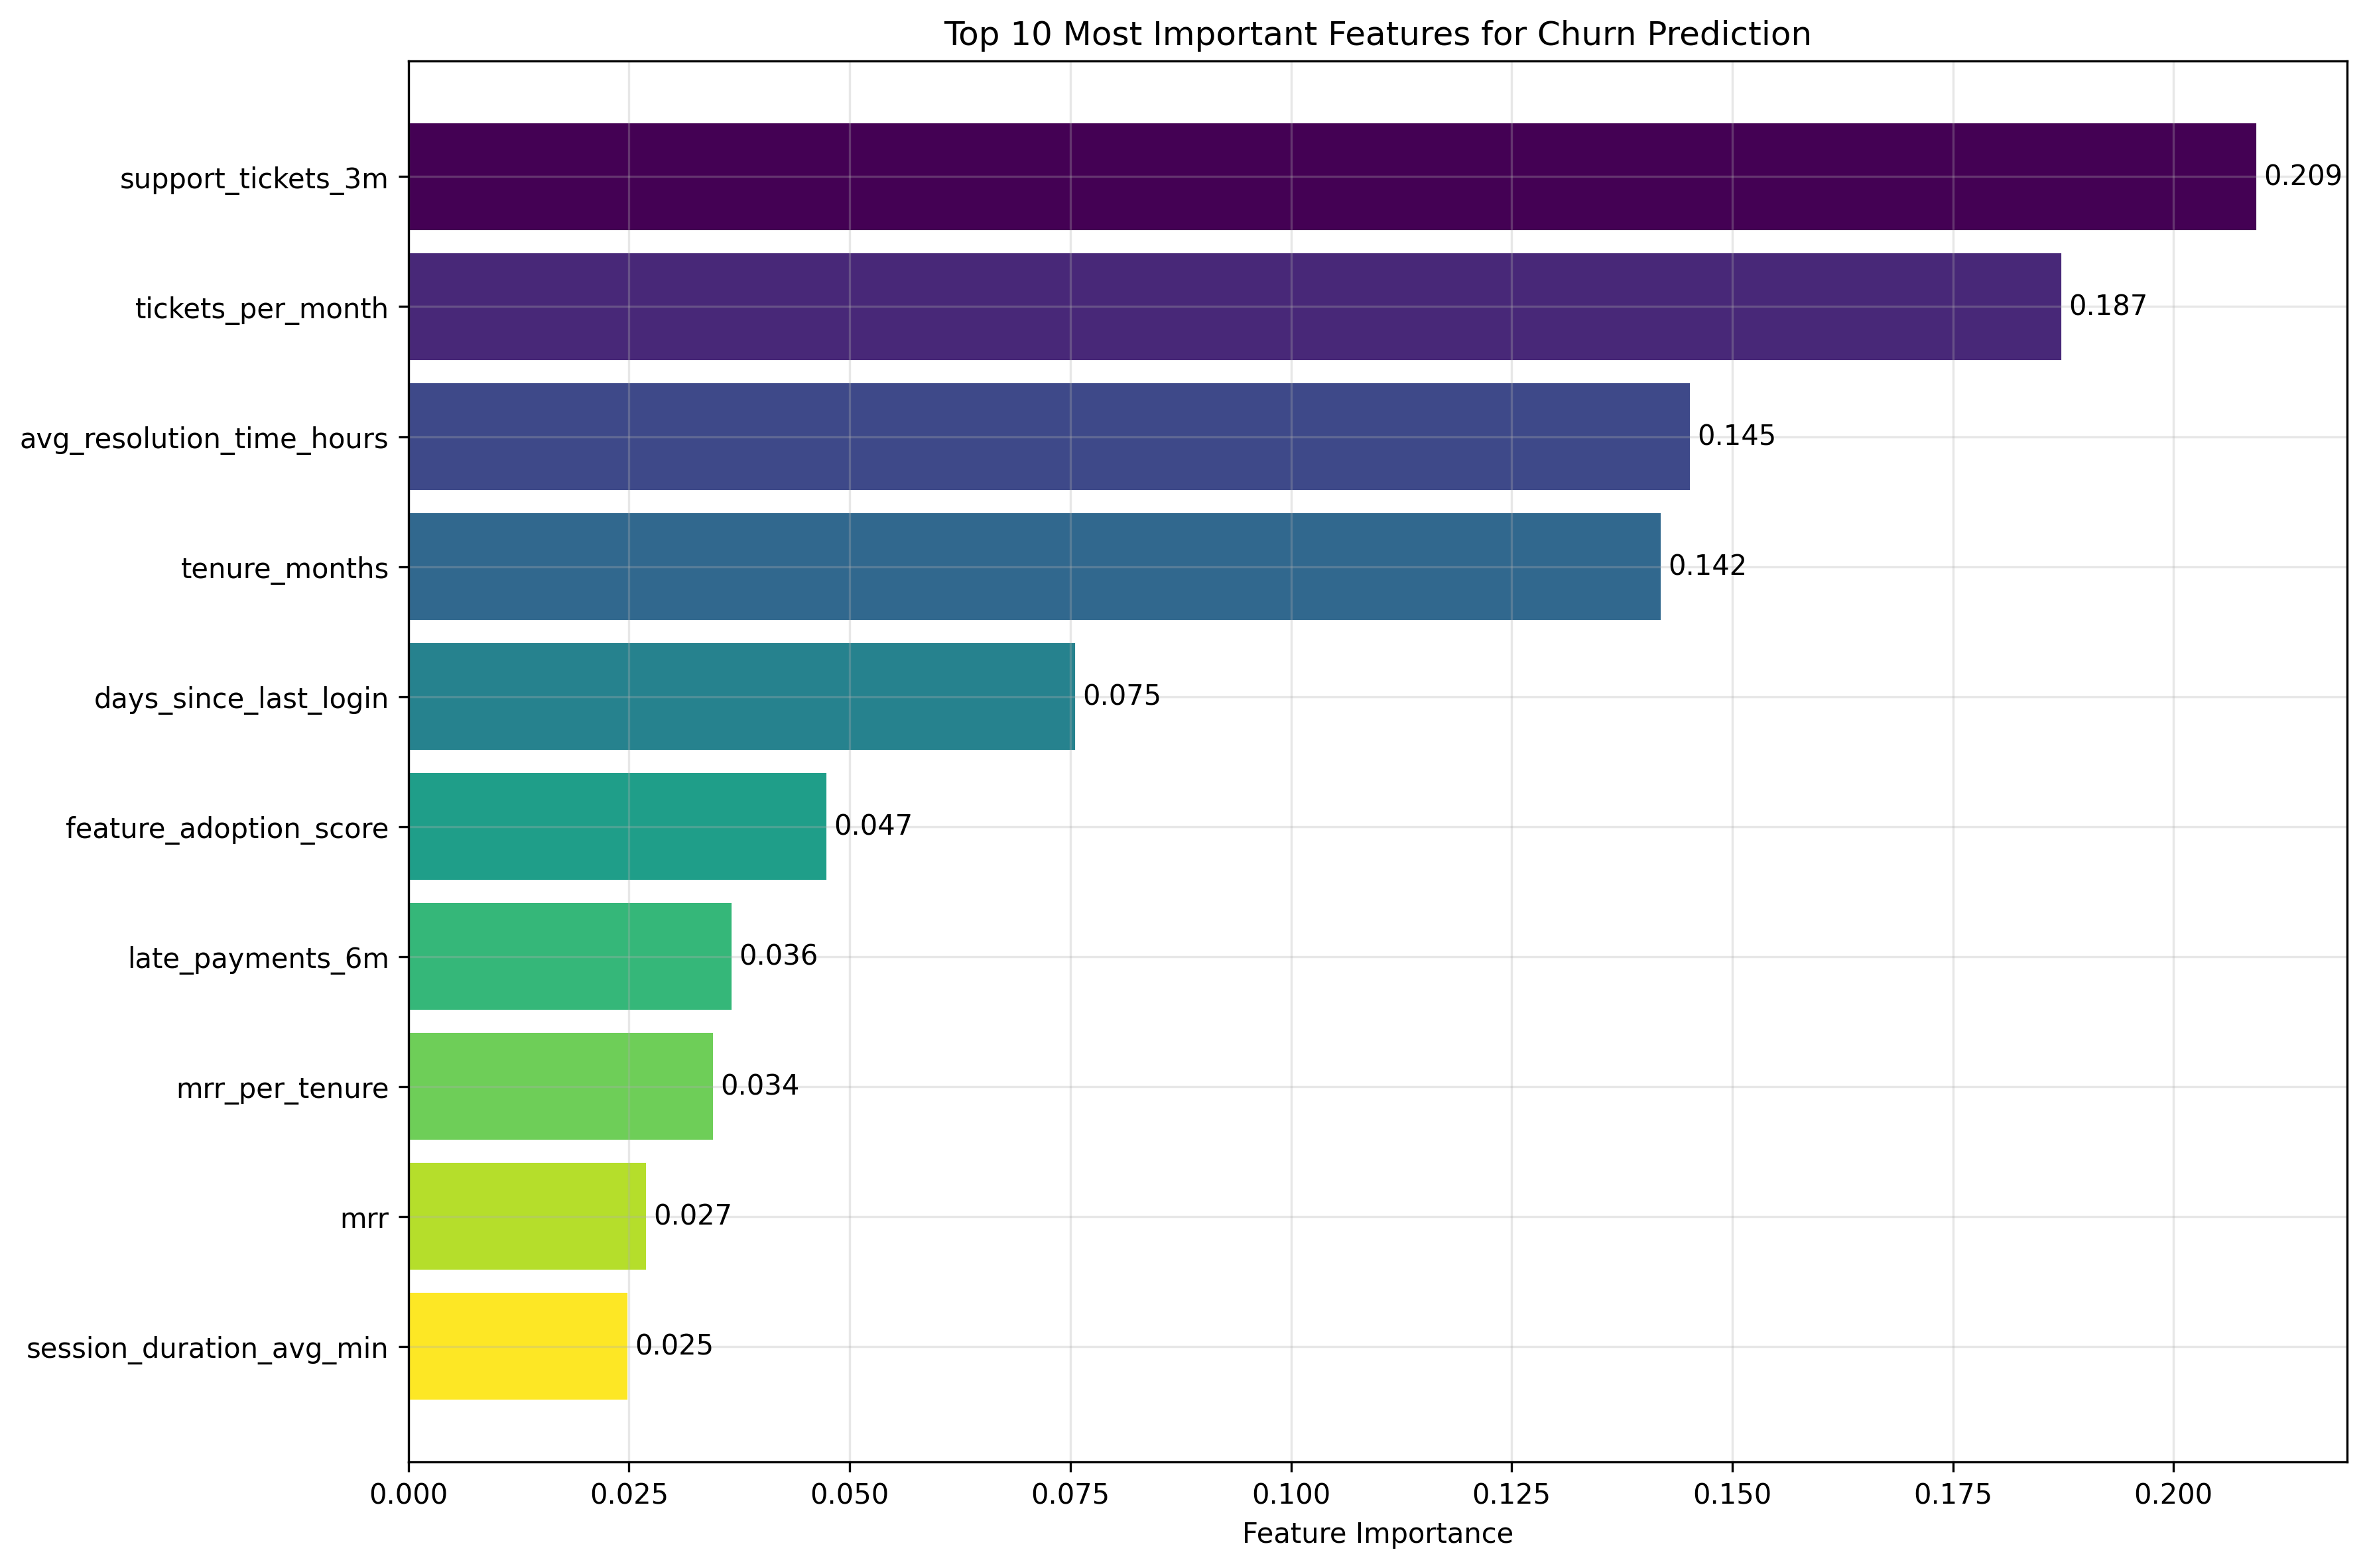 Top 10 Most Important Features for Churn Prediction
support_tickets_3m 0.209
tickets_per_month 0.187
avg_resolution_time_hours 0.145
tenure_months 0.142
days_since_last_login 0.075
feature_adoption_score 0.047
late_payments_6m 0.036
mrr_per_tenure 0.034
mrr 0.027
session_duration_avg_min 0.025
0.000 0.025 0.050 0.075 0.100 0.125 0.150 0.175 0.200
Feature Importance